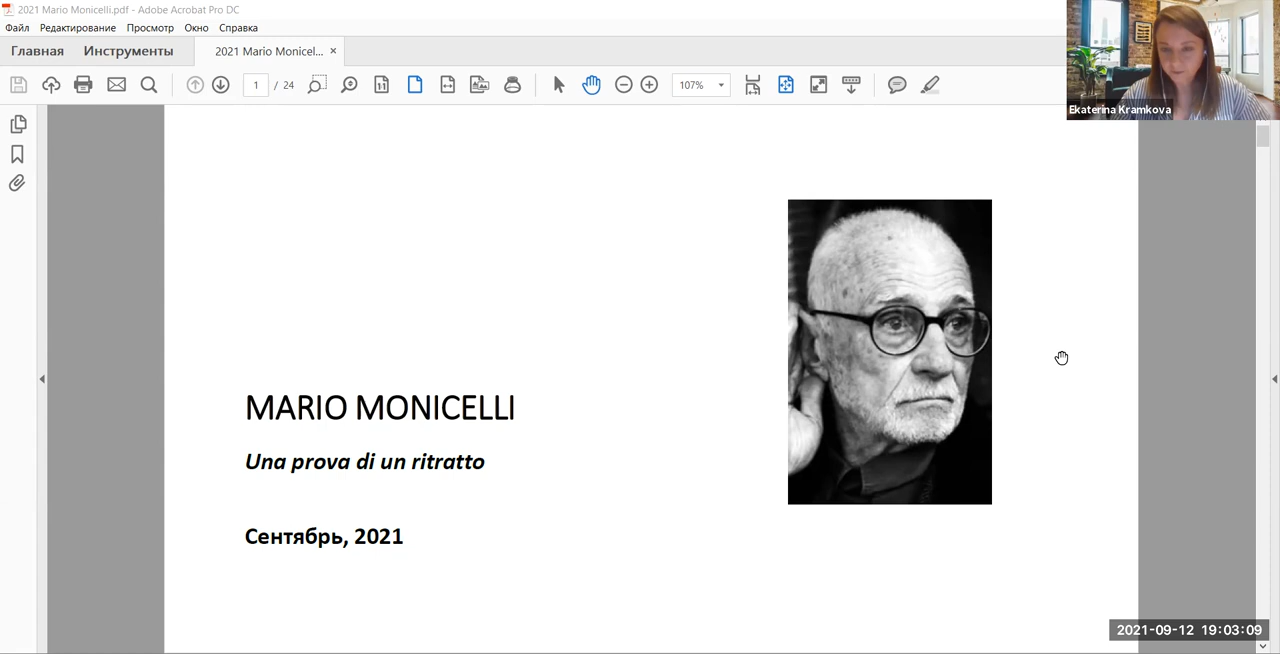 2021 Mario Monicelli.pdf - Adobe Acrobat Pro DC
Файл Редактирование Просмотр Окно Справка
Главная Инструменты 2021 Mario Monicel... ×
1 / 24 107%
Ekaterina Kramkova
MARIO MONICELLI
Una prova di un ritratto
Сентябрь, 2021
2021-09-12 19:03:09